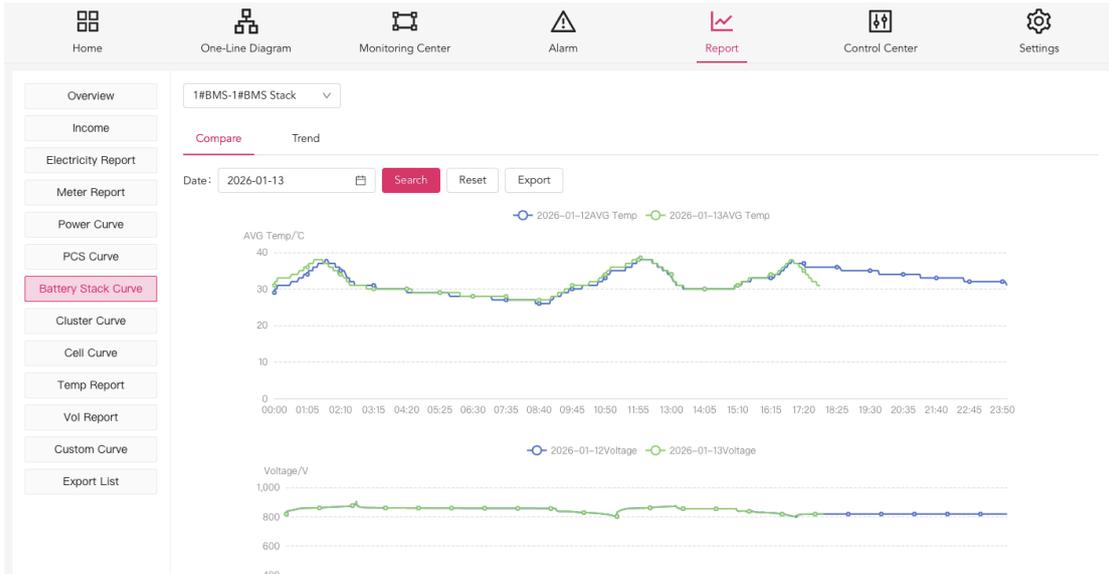 Home One-Line Diagram Monitoring Center Alarm Report Control Center Settings
Overview
Income
Electricity Report
Meter Report
Power Curve
PCS Curve
Battery Stack Curve
Cluster Curve
Cell Curve
Temp Report
Vol Report
Custom Curve
Export List
1#BMS-1#BMS Stack
Compare Trend
Date: 2026-01-13 Search Reset Export
2026-01-12AVG Temp 2026-01-13AVG Temp
AVG Temp/℃
40
30
20
10
0
00:00 01:05 02:10 03:15 04:20 05:25 06:30 07:35 08:40 09:45 10:50 11:55 13:00 14:05 15:10 16:15 17:20 18:25 19:30 20:35 21:40 22:45 23:50
2026-01-12Voltage 2026-01-13Voltage
Voltage/V
1,000
800
600